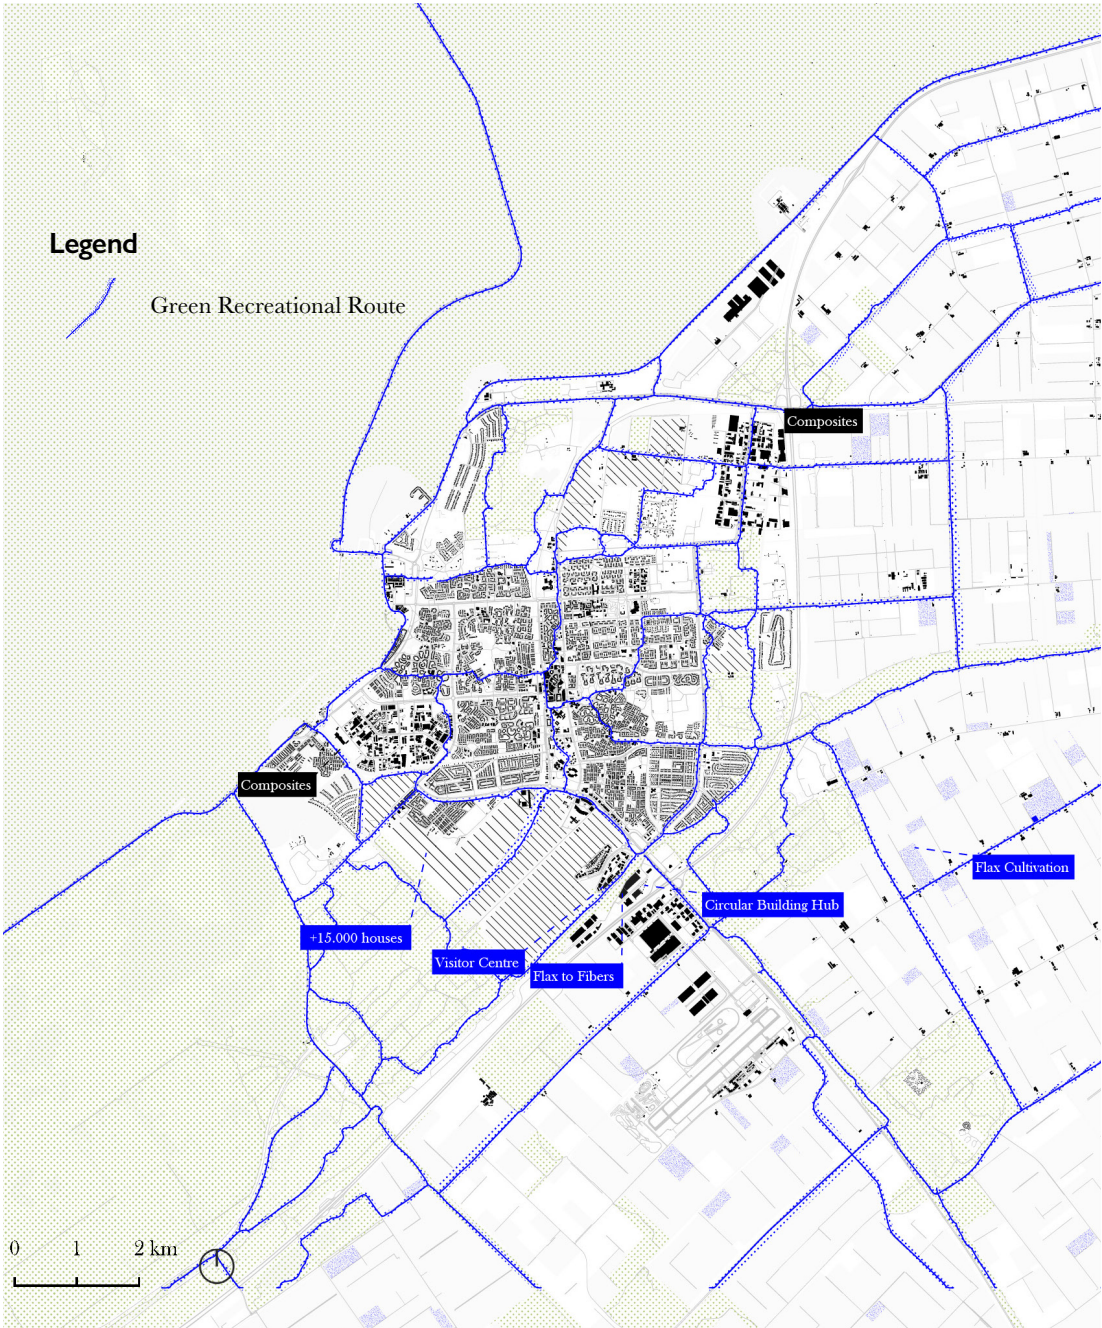 Legend
Green Recreational Route
Composites
Composites
Flax Cultivation
Circular Building Hub
+15.000 houses
Visitor Centre
Flax to Fibers
0 1 2 km